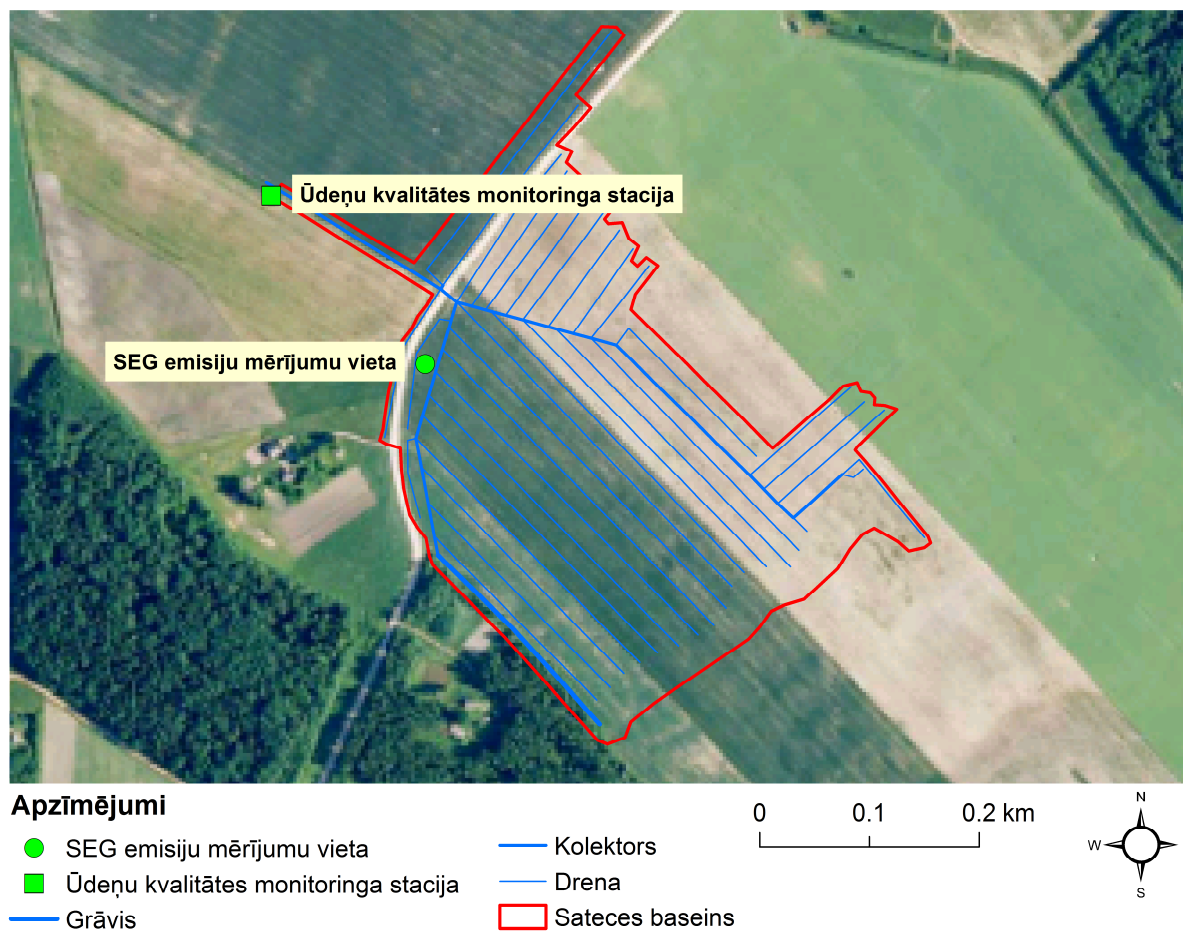 Ūdeņu kvalitātes monitoringa stacija
SEG emisiju mērījumu vieta
Apzīmējumi
SEG emisiju mērījumu vieta
Ūdeņu kvalitātes monitoringa stacija
Grāvis
Kolektors
Drena
Sateces baseins
0 0.1 0.2 km
N
W
S